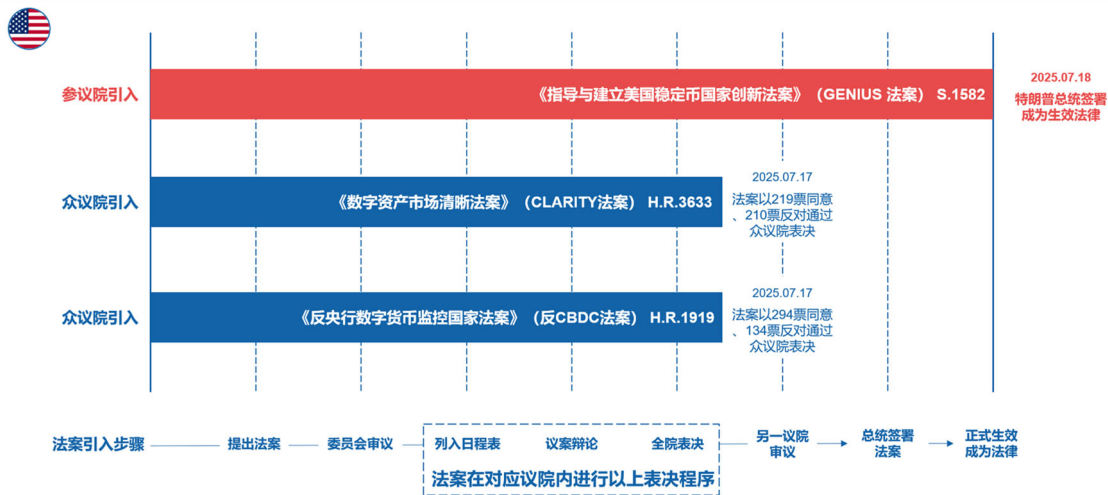 参议院引入
《指导与建立美国稳定币国家创新法案》（GENIUS 法案） S.1582
2025.07.18
特朗普总统签署
成为生效法律
众议院引入
《数字资产市场清晰法案》（CLARITY法案） H.R.3633
2025.07.17
法案以219票同意
、210票反对通过
众议院表决
众议院引入
《反央行数字货币监控国家法案》（反CBDC法案） H.R.1919
2025.07.17
法案以294票同意
、134票反对通过
众议院表决
法案引入步骤
提出法案
委员会审议
列入日程表
议案辩论
全院表决
另一议院
审议
总统签署
法案
正式生效
成为法律
法案在对应议院内进行以上表决程序